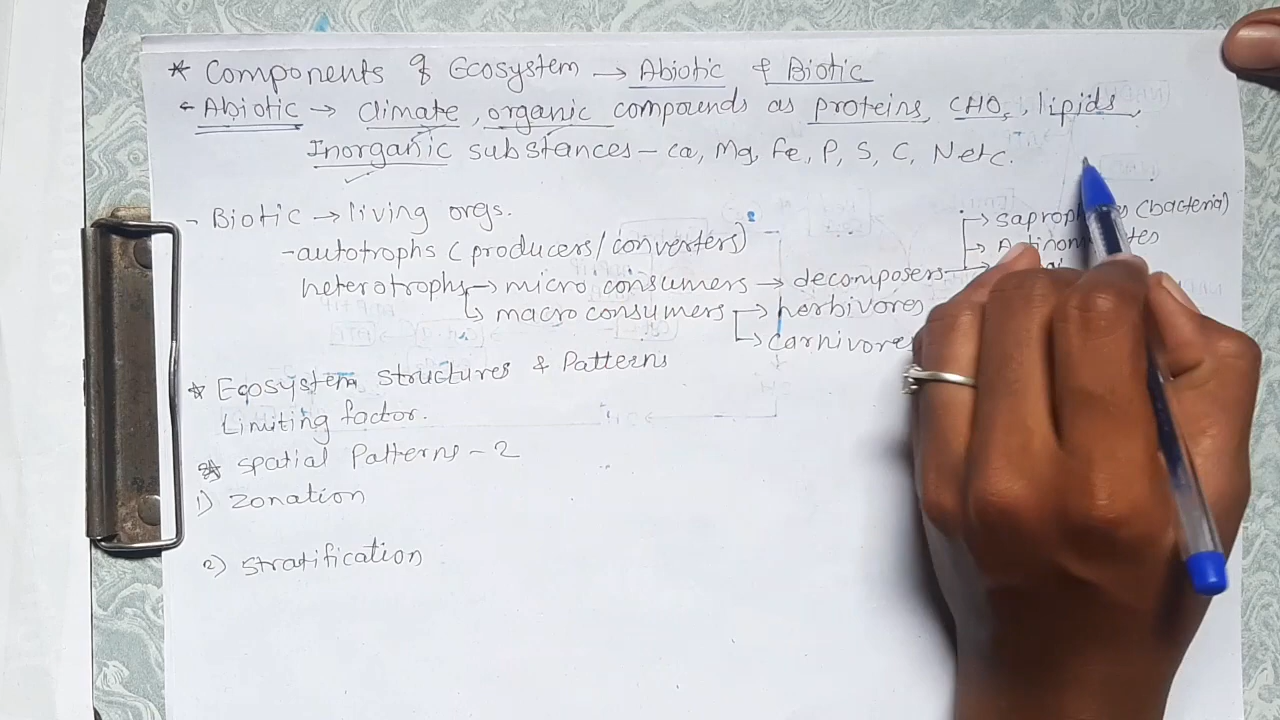 * Components of Ecosystem → Abiotic & Biotic
Abiotic → Climate, organic compounds as proteins, CHO, lipids
Inorganic substances - Ca, Mg, Fe, P, S, C, N etc.
- Biotic → living orgs.
→ (bacteria)
- autotrophs (producers/converters)
heterotrophs → micro consumers → decomposers
→ macro consumers → herbivores
→ carnivores
* Ecosystem structures & Patterns
Limiting factor.
* Spatial Patterns - 2
1) Zonation
2) Stratification